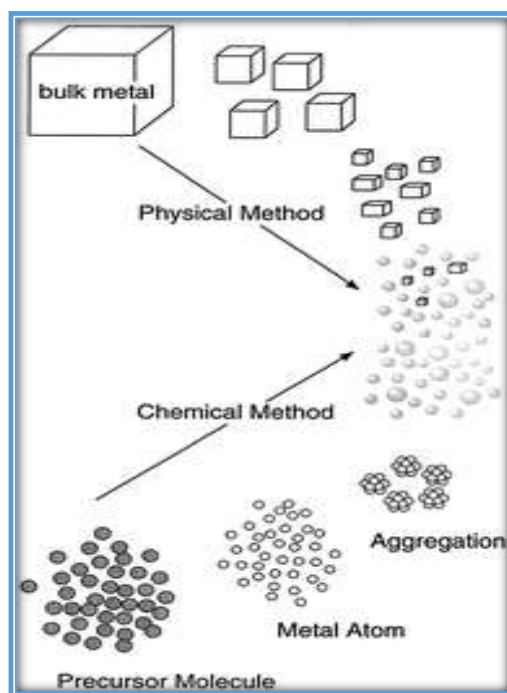 bulk metal
Physical Method
Chemical Method
Aggregation
Metal Atom
Precursor Molecule